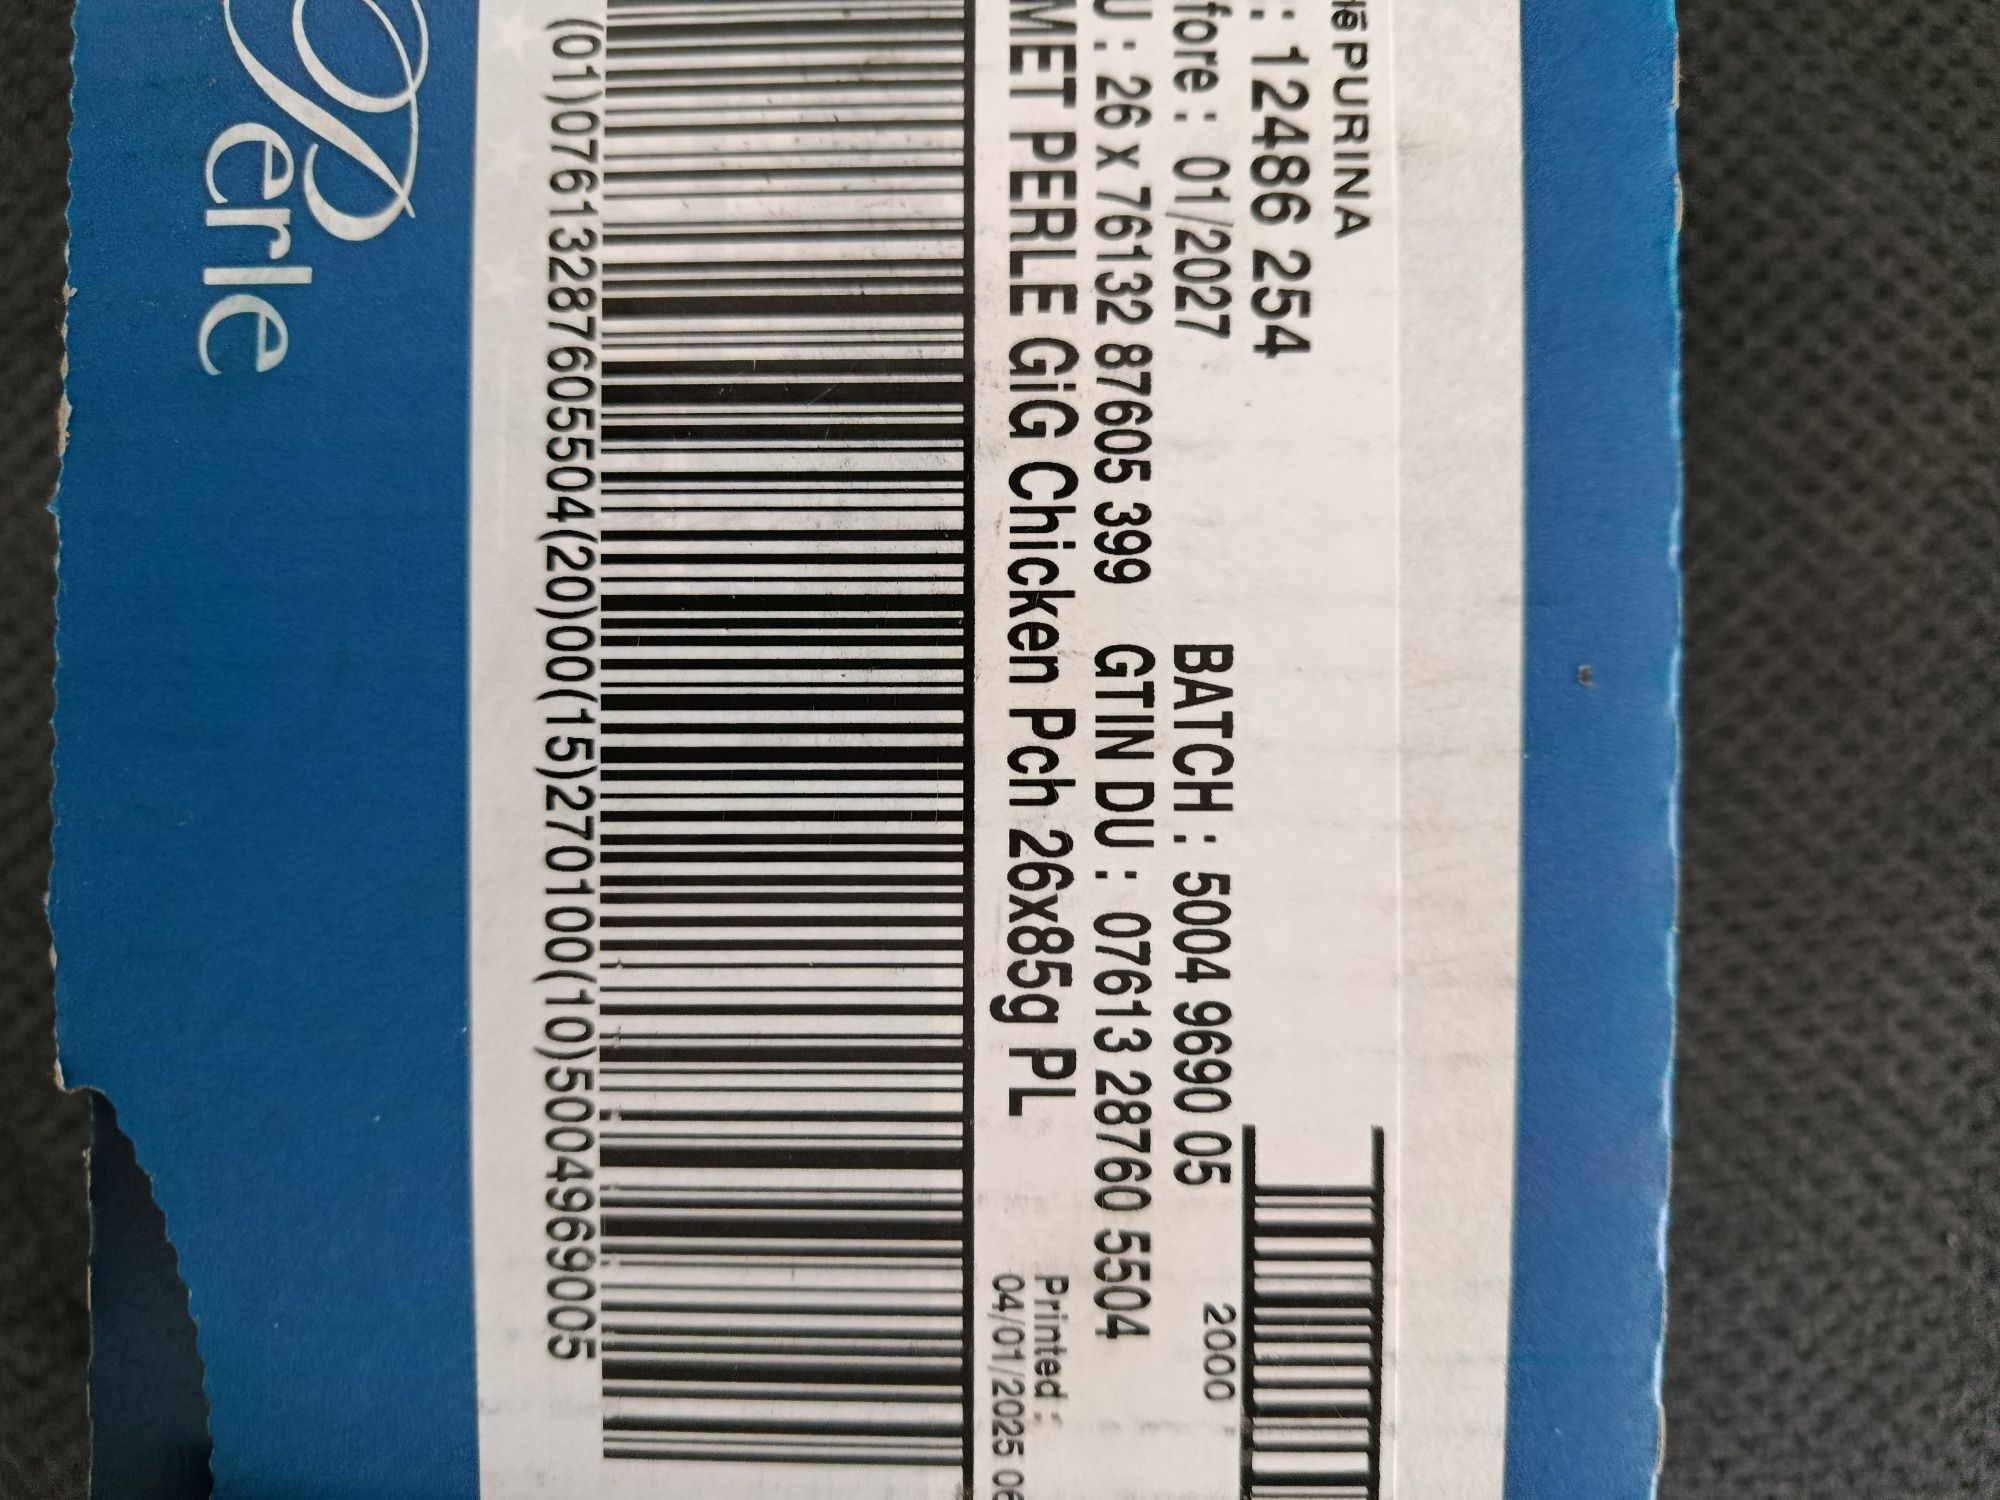 PURINA
: 12486 254
fore : 01/2027 BATCH : 5004 9690 05
2000
U : 26 x 76132 87605 399 GTIN DU : 07613 28760 5504
MET PERLE GiG Chicken Pch 26x85g PL
Printed :
04/01/2025 06
(01)07613287605504(20)00(15)270100(10)5004969005
Perle